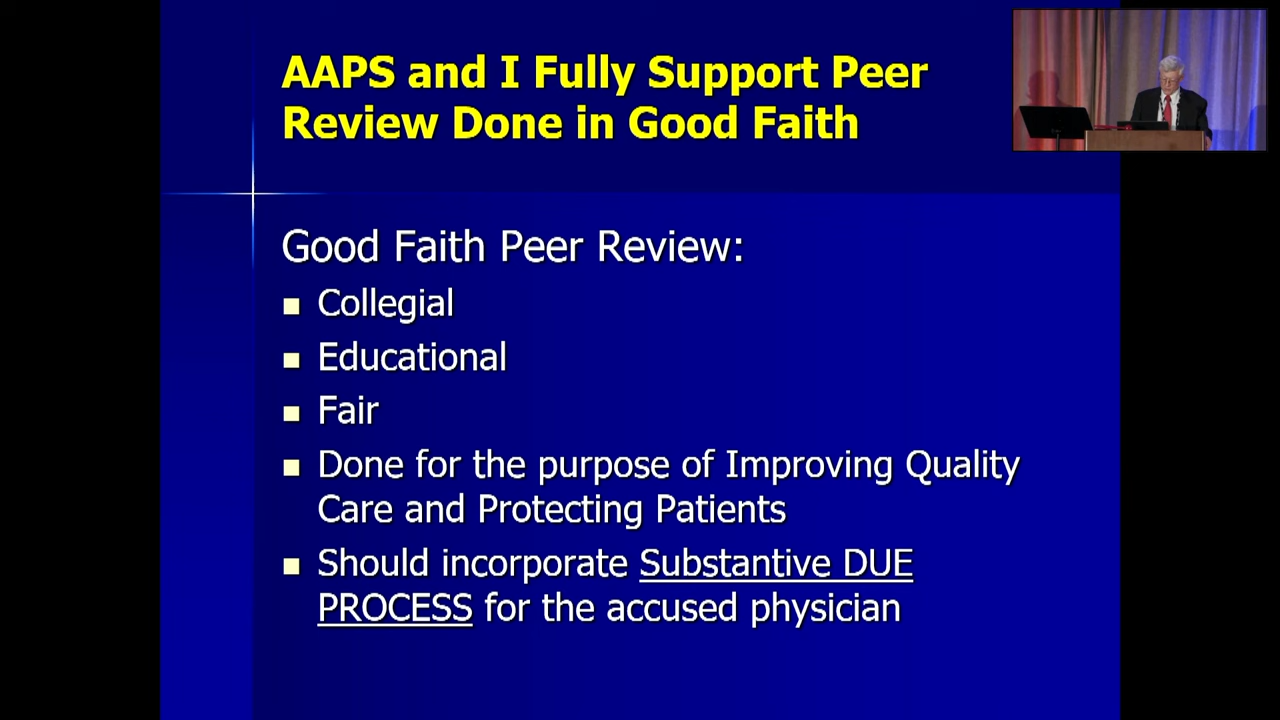 AAPS and I Fully Support Peer
Review Done in Good Faith
Good Faith Peer Review:
Collegial
Educational
Fair
Done for the purpose of Improving Quality
Care and Protecting Patients
Should incorporate Substantive DUE
PROCESS for the accused physician